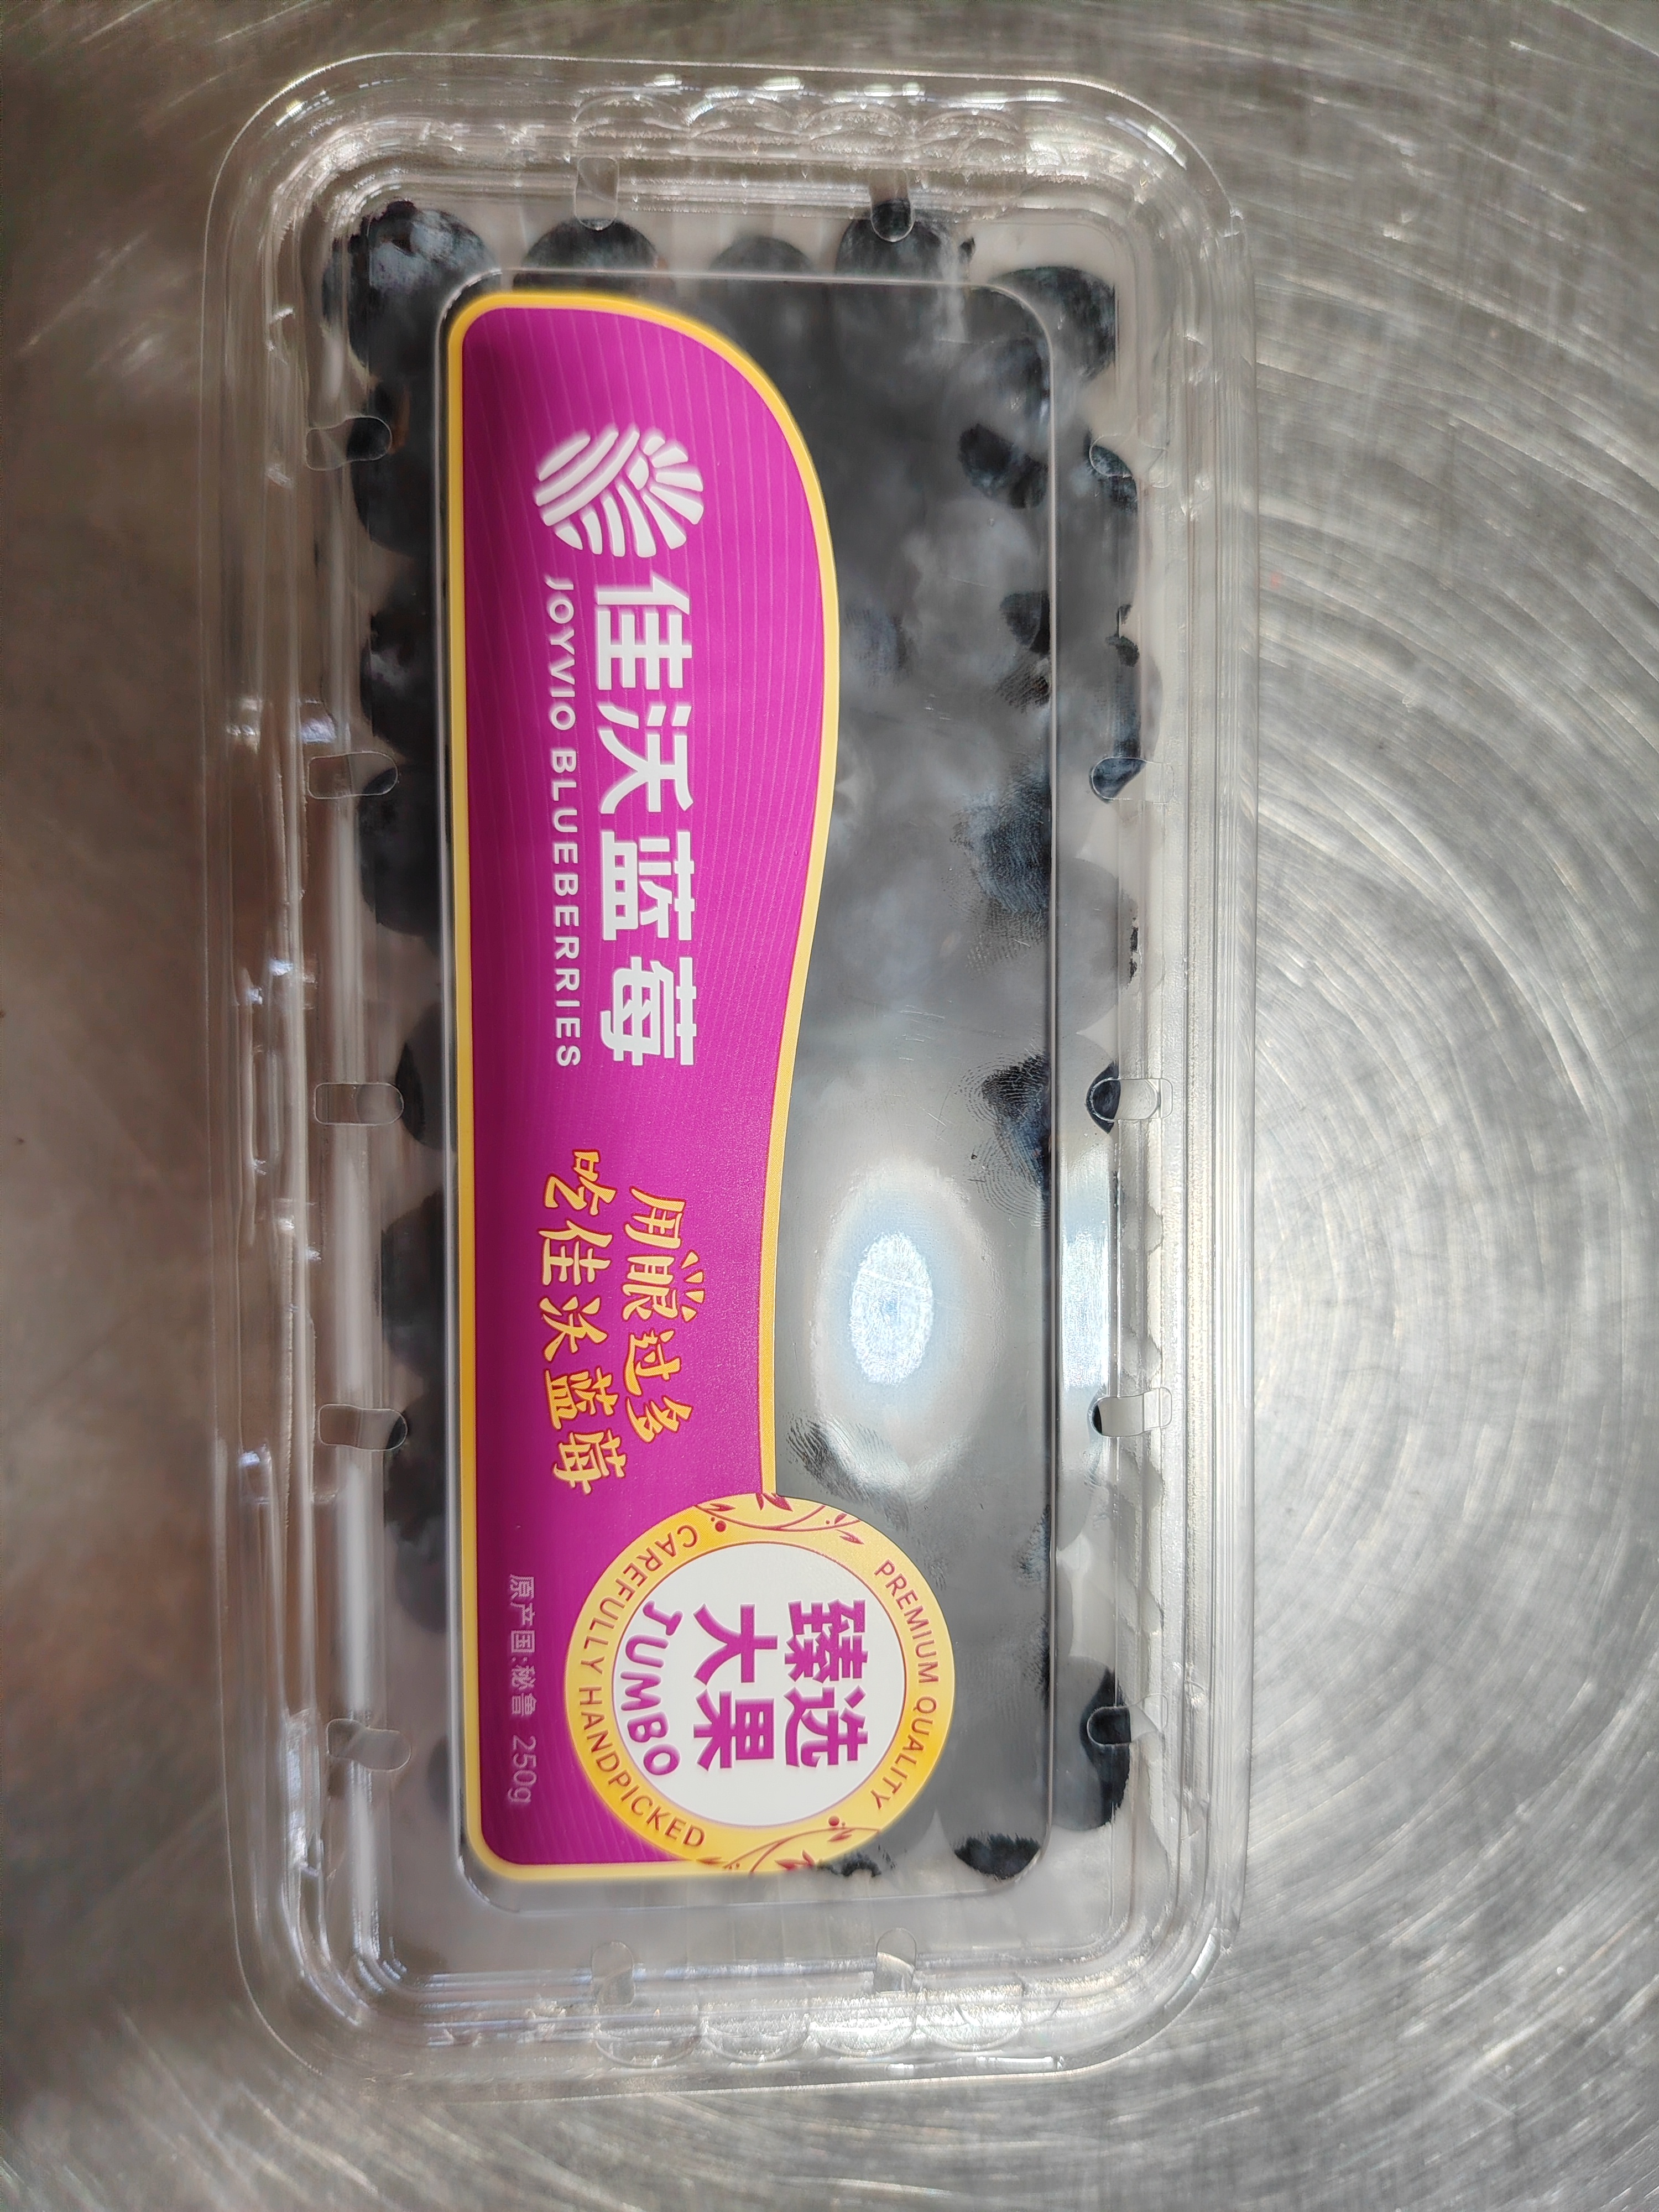 佳沃蓝莓
JOYVIO BLUEBERRIES
用眼过多
吃佳沃蓝莓
PREMIUM QUALITY
臻选
大果
JUMBO
CAREFULLY HANDPICKED
原产国:秘鲁 250g